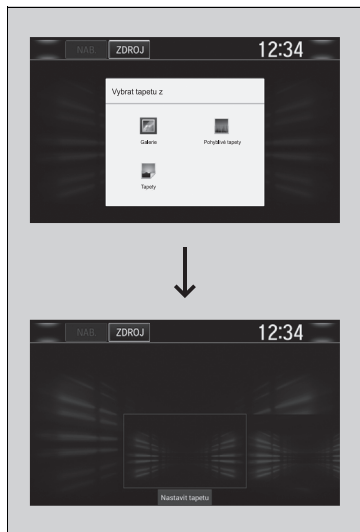 NAB. ZDROJ 12:34
Vybrat tapetu z
Galerie Pohyblivé tapety
Tapety
NAB. ZDROJ 12:34
Nastavit tapetu